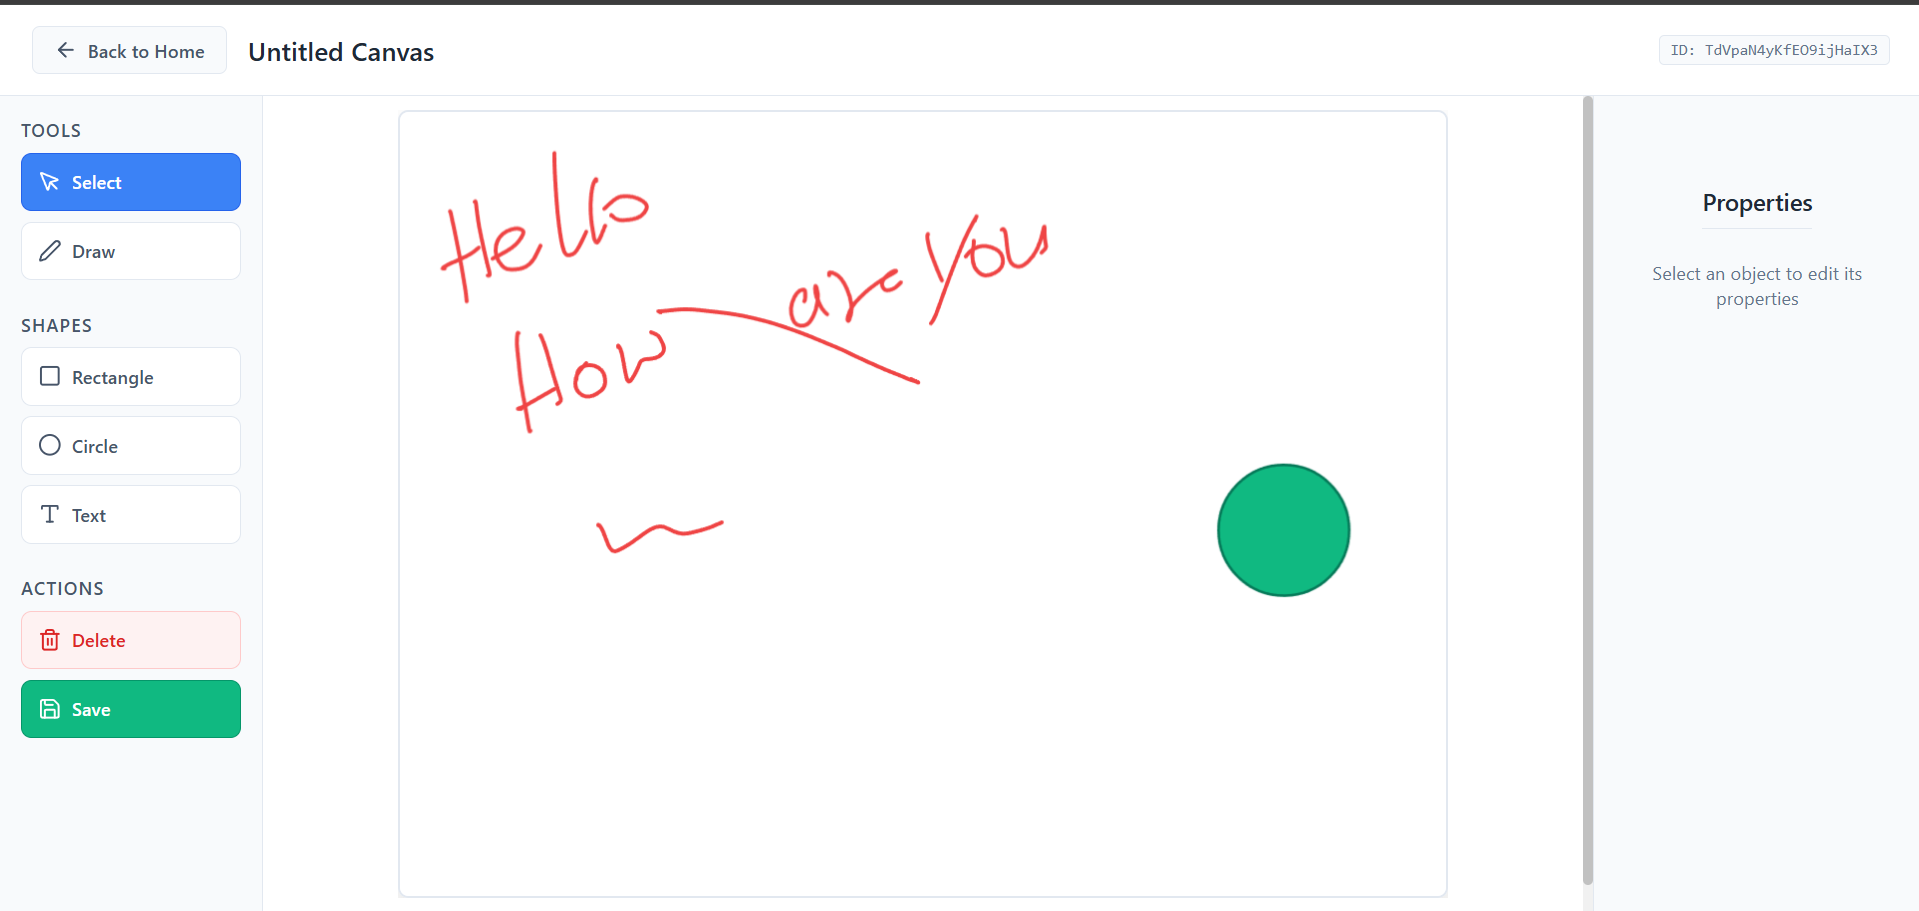 Back to Home
Untitled Canvas
ID: TdVpaN4yKfEO9ijHaIX3
TOOLS
Select
Draw
SHAPES
Rectangle
Circle
Text
ACTIONS
Delete
Save
Hello
How are you
Properties
Select an object to edit its
properties